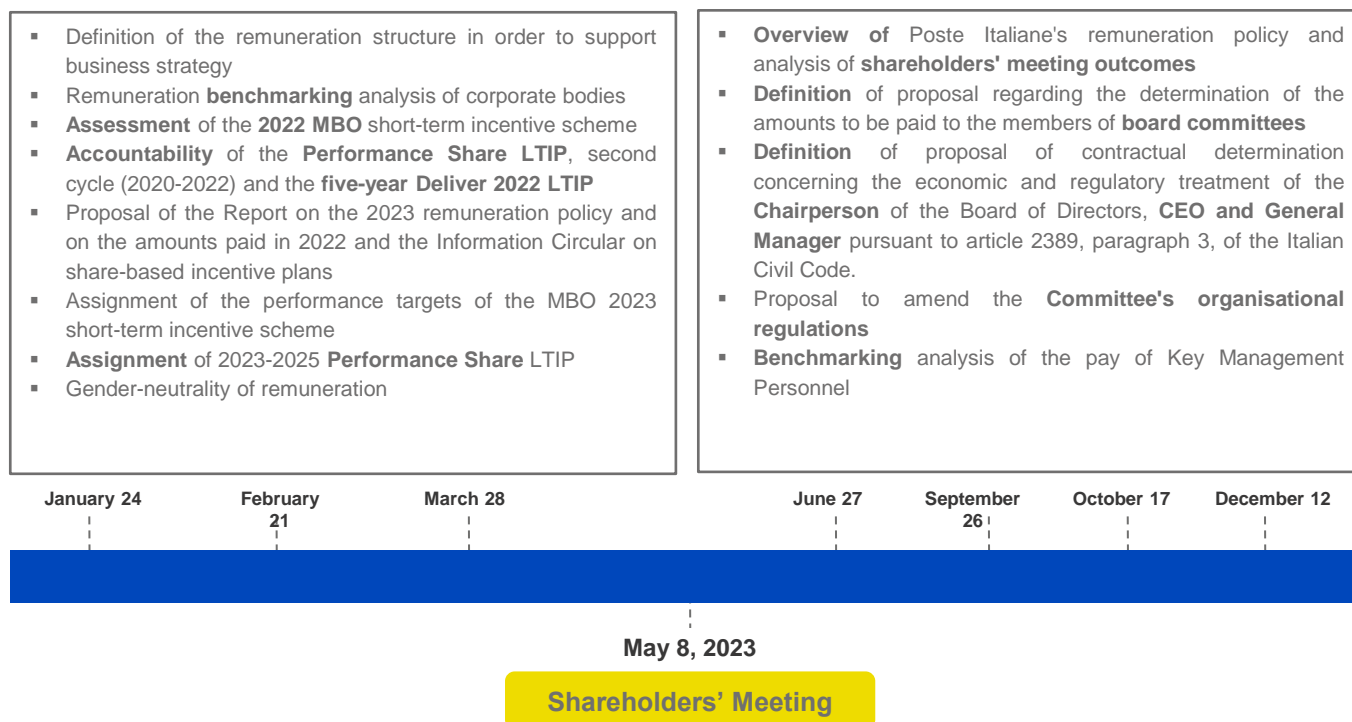 ▪ Definition of the remuneration structure in order to support
business strategy
▪ Remuneration benchmarking analysis of corporate bodies
▪ Assessment of the 2022 MBO short-term incentive scheme
▪ Accountability of the Performance Share LTIP, second
cycle (2020-2022) and the five-year Deliver 2022 LTIP
▪ Proposal of the Report on the 2023 remuneration policy and
on the amounts paid in 2022 and the Information Circular on
share-based incentive plans
▪ Assignment of the performance targets of the MBO 2023
short-term incentive scheme
▪ Assignment of 2023-2025 Performance Share LTIP
▪ Gender-neutrality of remuneration
▪ Overview of Poste Italiane's remuneration policy and
analysis of shareholders' meeting outcomes
▪ Definition of proposal regarding the determination of the
amounts to be paid to the members of board committees
▪ Definition of proposal of contractual determination
concerning the economic and regulatory treatment of the
Chairperson of the Board of Directors, CEO and General
Manager pursuant to article 2389, paragraph 3, of the Italian
Civil Code.
▪ Proposal to amend the Committee's organisational
regulations
▪ Benchmarking analysis of the pay of Key Management
Personnel
January 24
February
21
March 28
June 27
September
26
October 17
December 12
May 8, 2023
Shareholders' Meeting